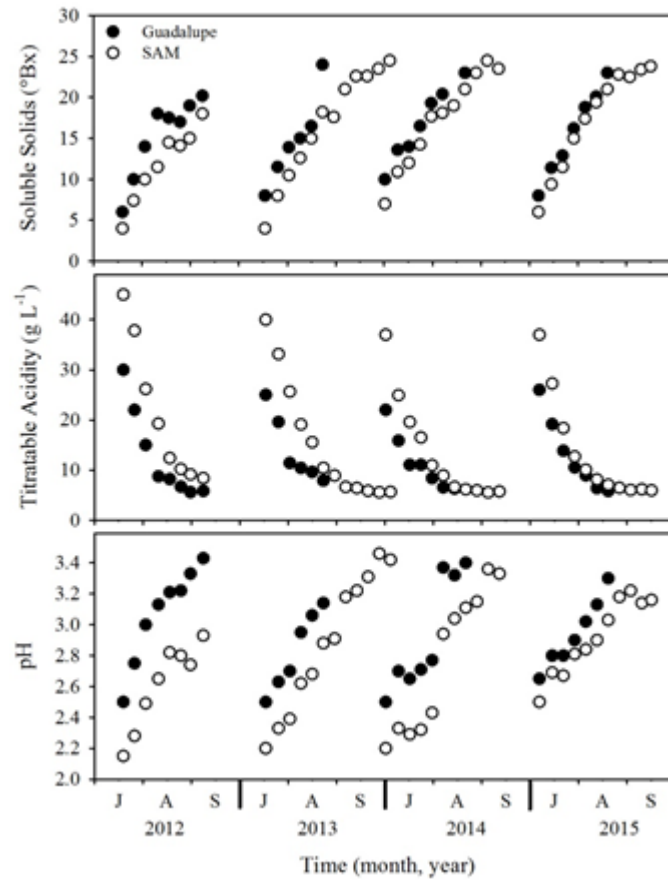 Guadalupe
SAM
Soluble Solids (°Bx)
30
25
20
15
10
5
0
Titratable Acidity (g L-1)
40
30
20
10
0
pH
3.4
3.2
3.0
2.8
2.6
2.4
2.2
2.0
J A S J A S J A S J A S
2012 2013 2014 2015
Time (month, year)